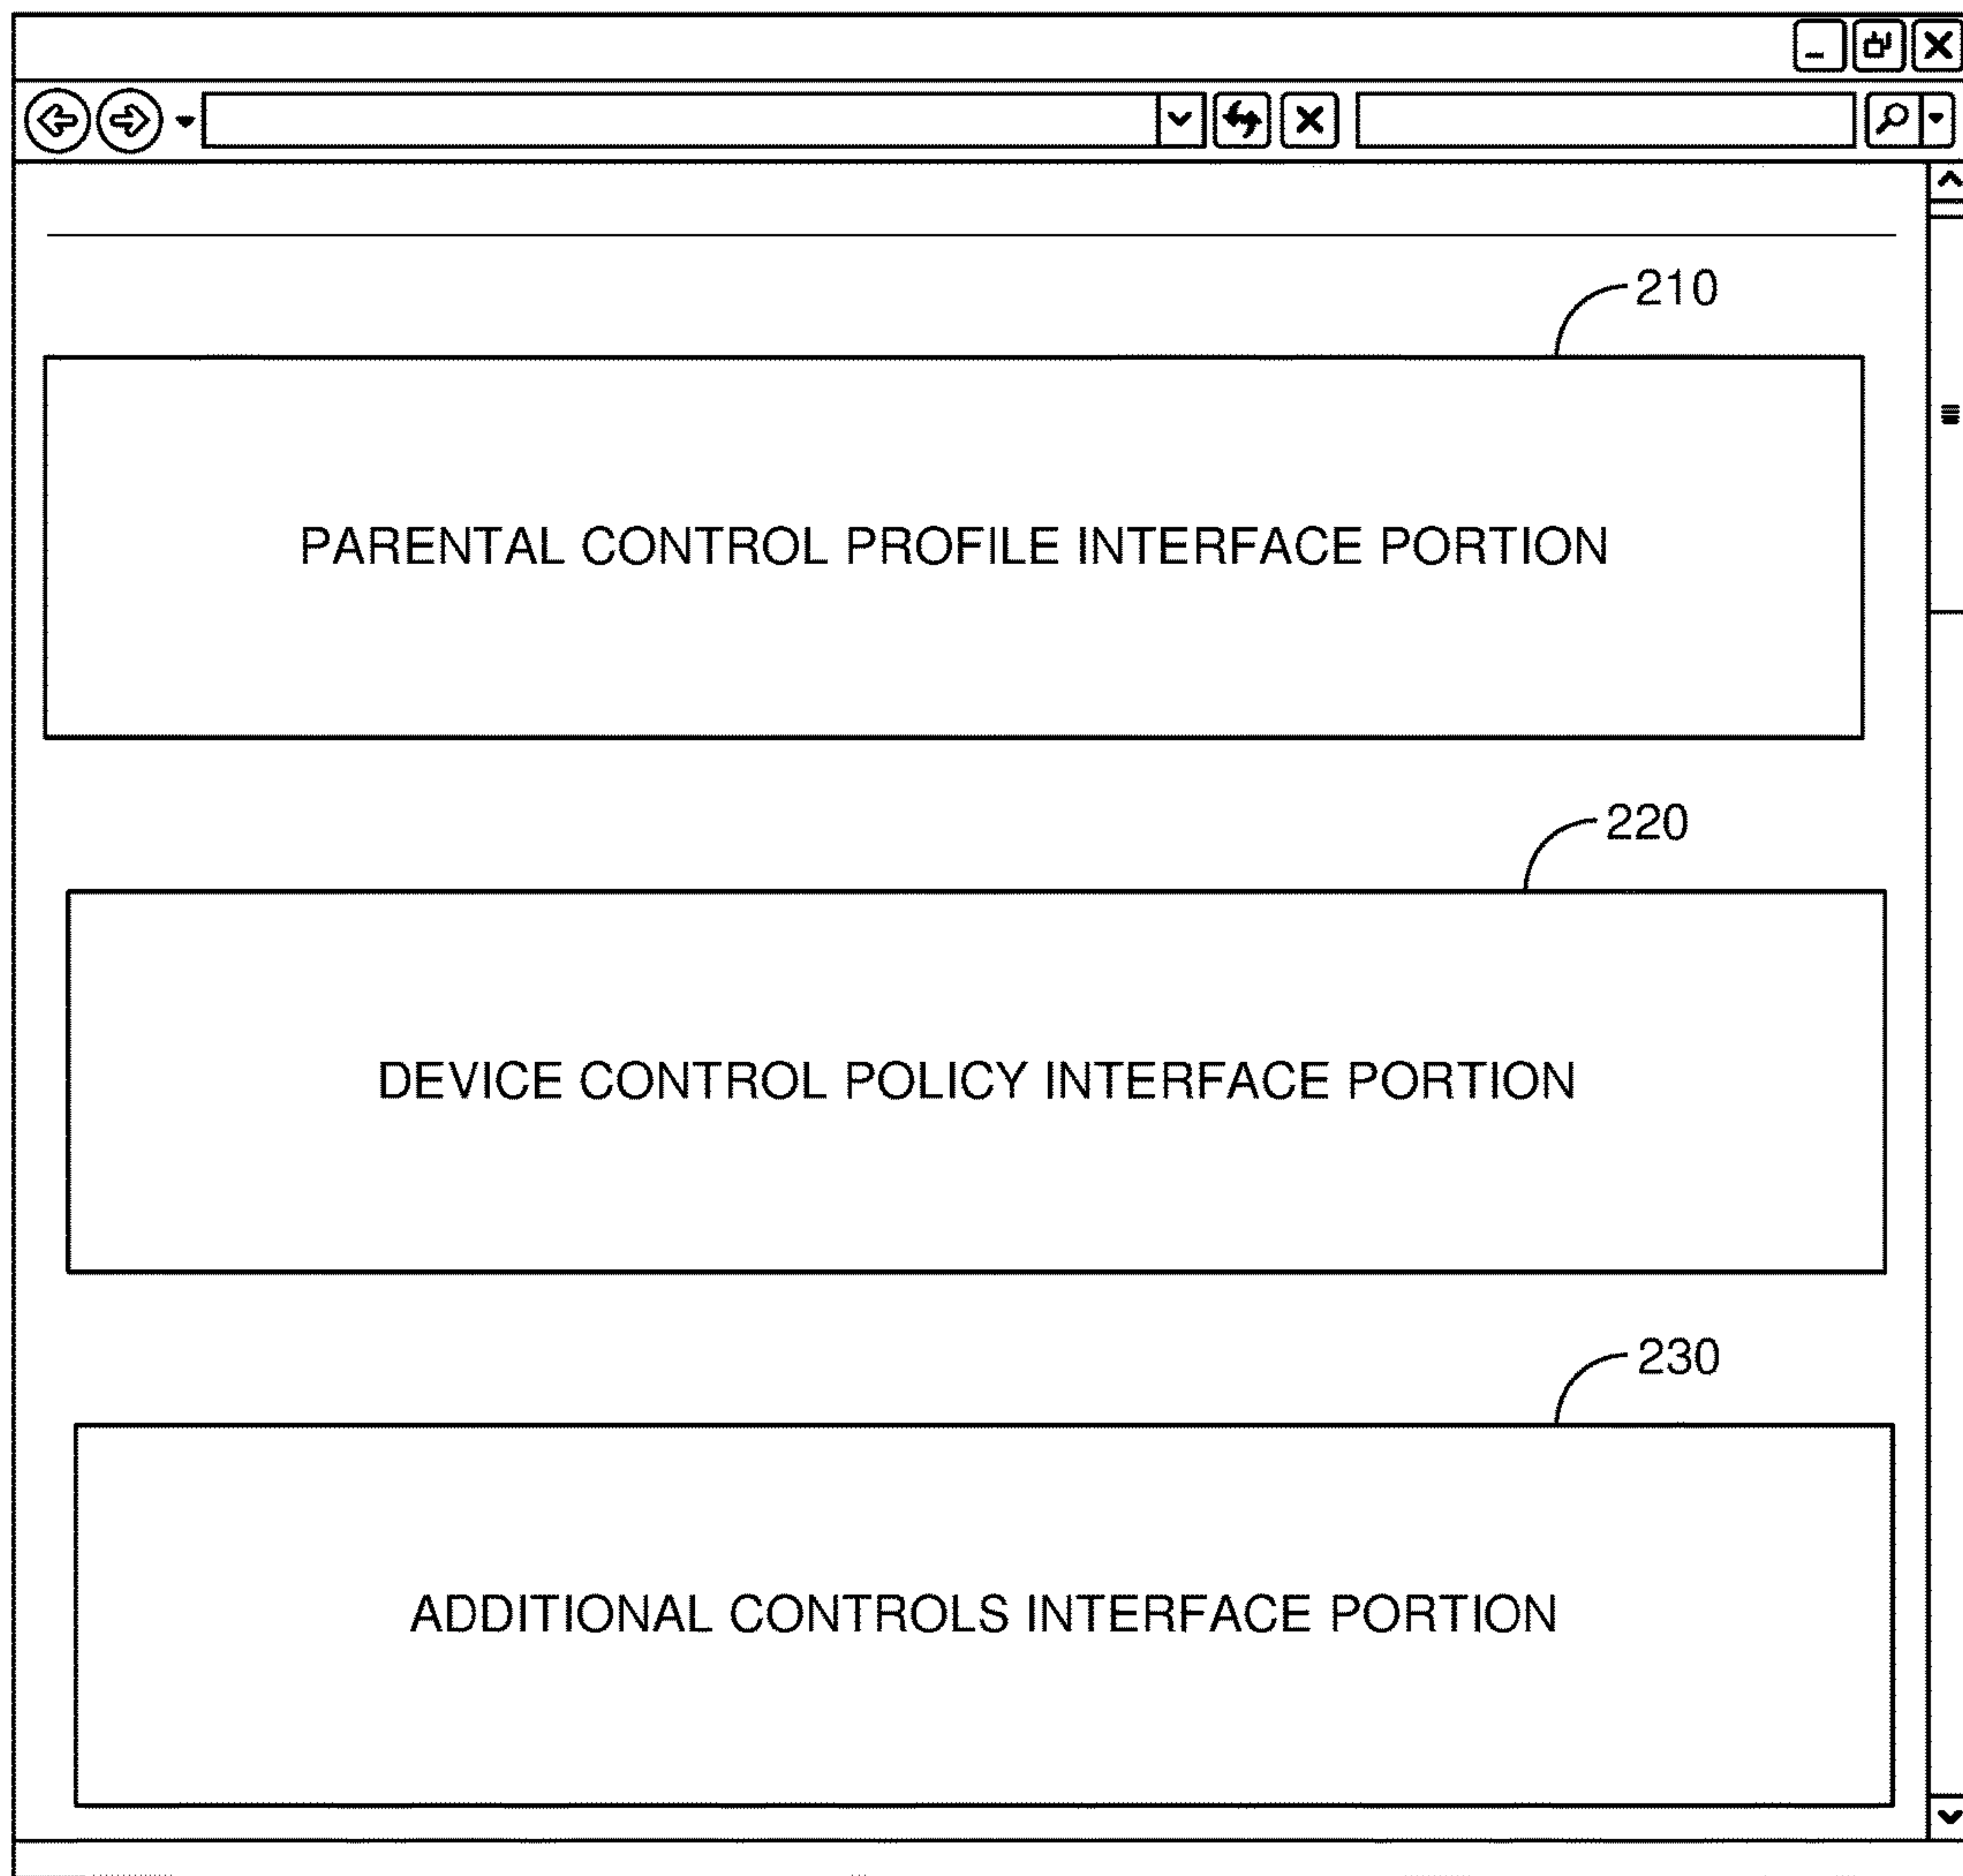 210
PARENTAL CONTROL PROFILE INTERFACE PORTION
220
DEVICE CONTROL POLICY INTERFACE PORTION
230
ADDITIONAL CONTROLS INTERFACE PORTION